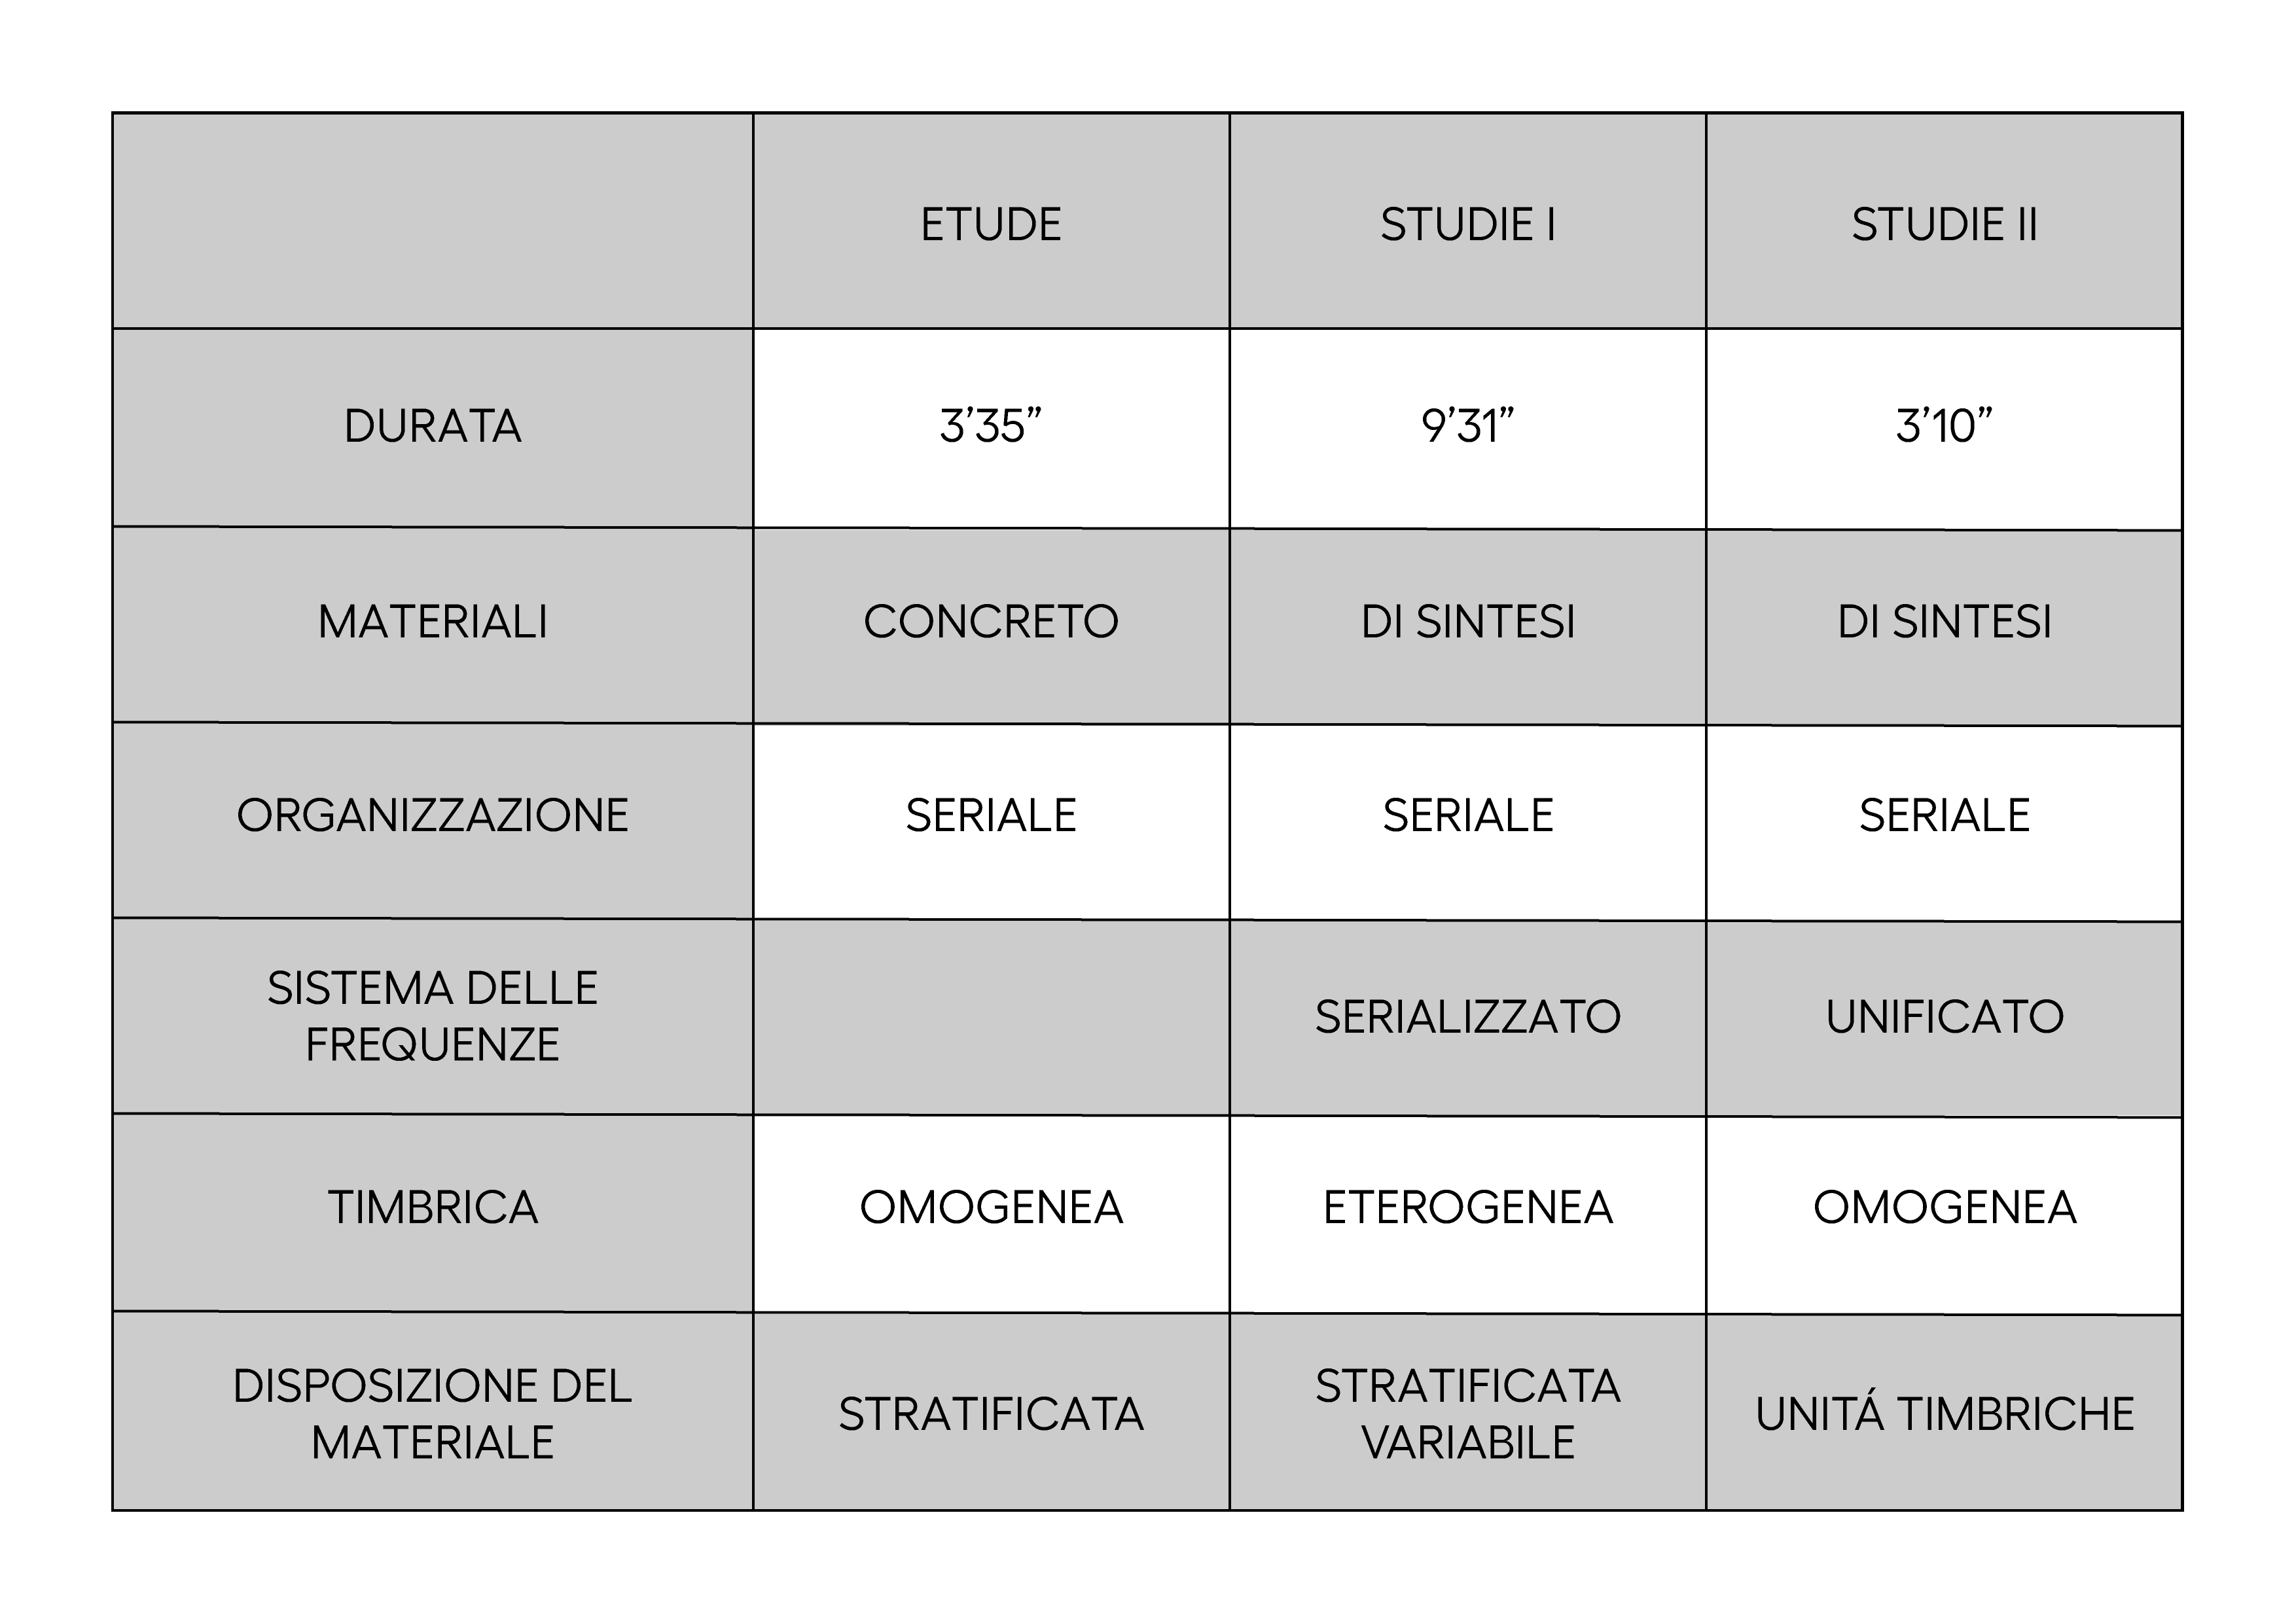 ETUDE STUDIE I STUDIE II
DURATA 3’35” 9’31” 3’10”
MATERIALI CONCRETO DI SINTESI DI SINTESI
ORGANIZZAZIONE SERIALE SERIALE SERIALE
SISTEMA DELLE
FREQUENZE
SERIALIZZATO UNIFICATO
TIMBRICA OMOGENEA ETEROGENEA OMOGENEA
DISPOSIZIONE DEL
MATERIALE
STRATIFICATA
STRATIFICATA
VARIABILE
UNITÁ TIMBRICHE